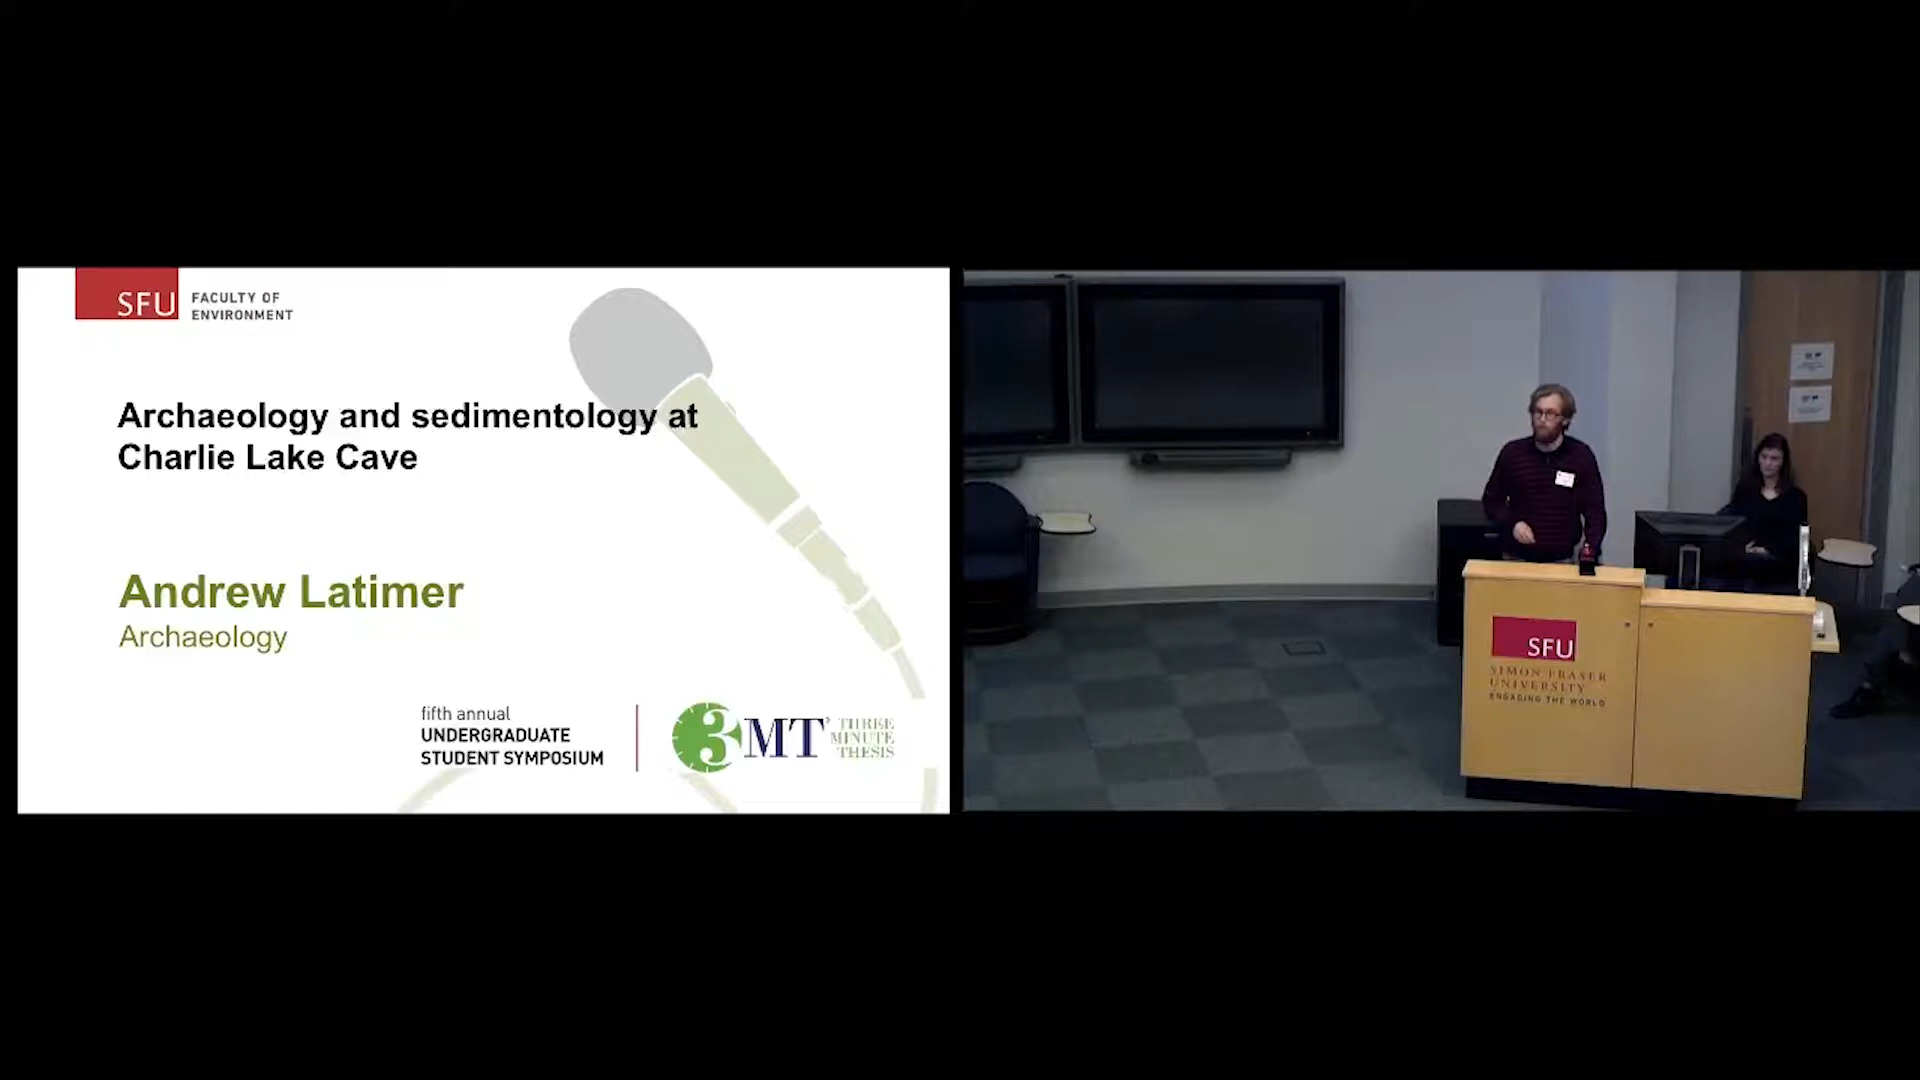 SFU
FACULTY OF
ENVIRONMENT
Archaeology and sedimentology at
Charlie Lake Cave
Andrew Latimer
Archaeology
fifth annual
UNDERGRADUATE
STUDENT SYMPOSIUM
3MT
THREE
MINUTE
THESIS
SFU
SIMON FRASER
UNIVERSITY
ENGAGING THE WORLD